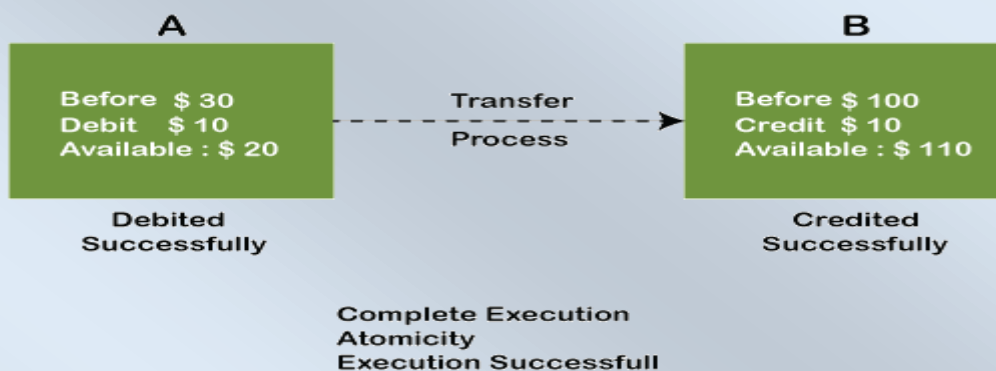 A
Before $ 30
Debit $ 10
Available : $ 20
Debited
Successfully
Transfer
Process
B
Before $ 100
Credit $ 10
Available : $ 110
Credited
Successfully
Complete Execution
Atomicity
Execution Successfull